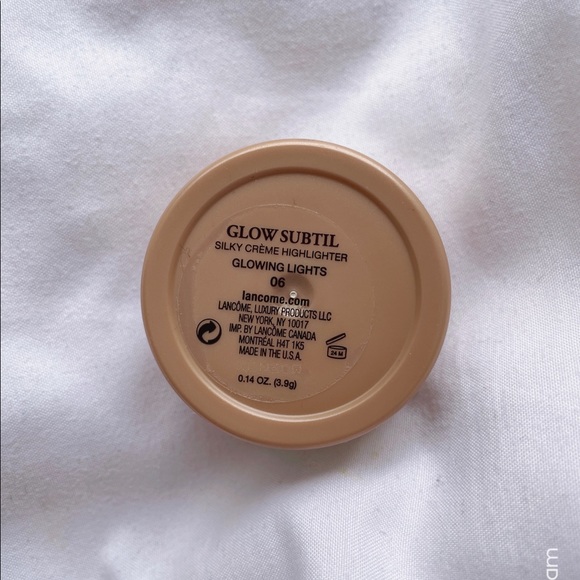 GLOW SUBTIL
SILKY CRÈME HIGHLIGHTER
GLOWING LIGHTS
06
lancome.com
LANCÔME, LUXURY PRODUCTS LLC
NEW YORK, NY 10017
IMP. BY LANCÔME CANADA
MONTRÉAL H4T 1K5
MADE IN THE U.S.A.
24 M
0.14 OZ. (3.9g)
am